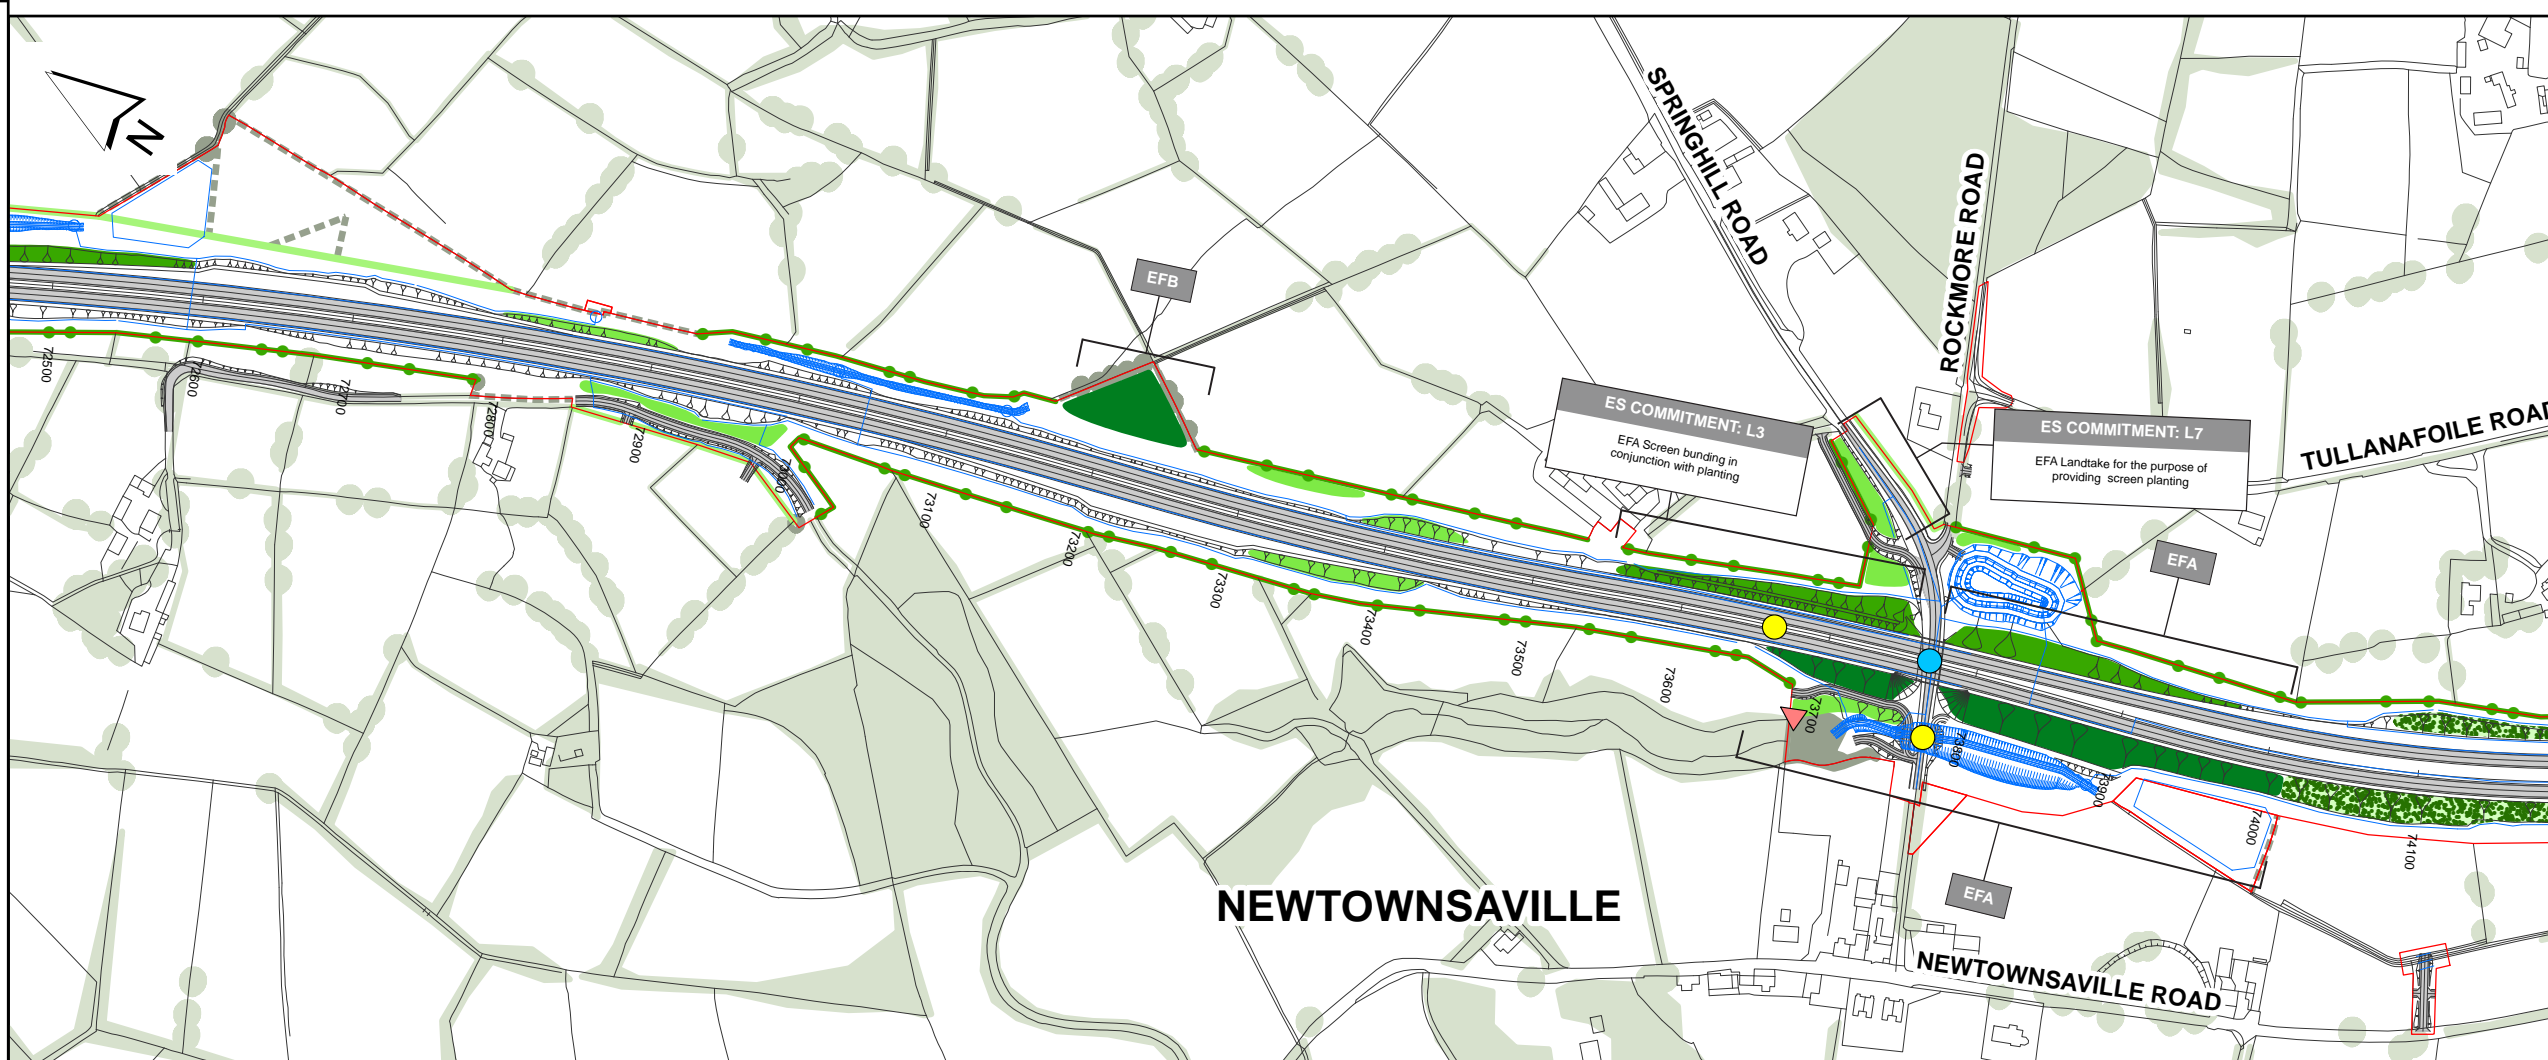 N
SPRINGHILL ROAD
ROCKMORE ROAD
EFB
ES COMMITMENT: L3
EFA Screen bunding in
conjunction with planting
ES COMMITMENT: L7
EFA Landtake for the purpose of
providing screen planting
TULLANAFOILE ROAD
EFA
72500
72600
72700
72800
72900
73000
73100
73200
73300
73400
73500
73600
73700
73800
73900
74000
74100
NEWTOWNSAVILLE
EFA
NEWTOWNSAVILLE ROAD